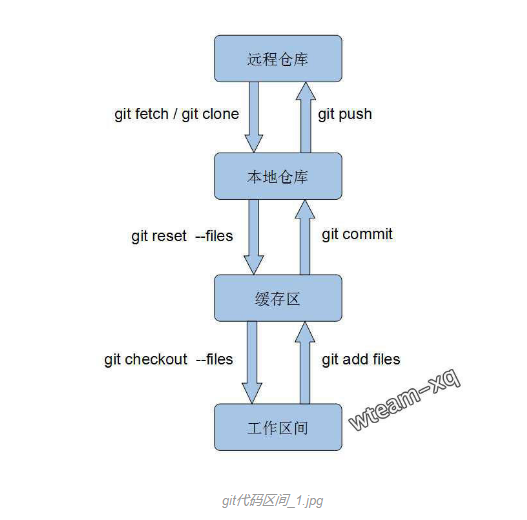 远程仓库
git fetch / git clone
git push
本地仓库
git reset --files
git commit
缓存区
git checkout --files
git add files
工作区间
wteam-xq
git代码区间_1.jpg